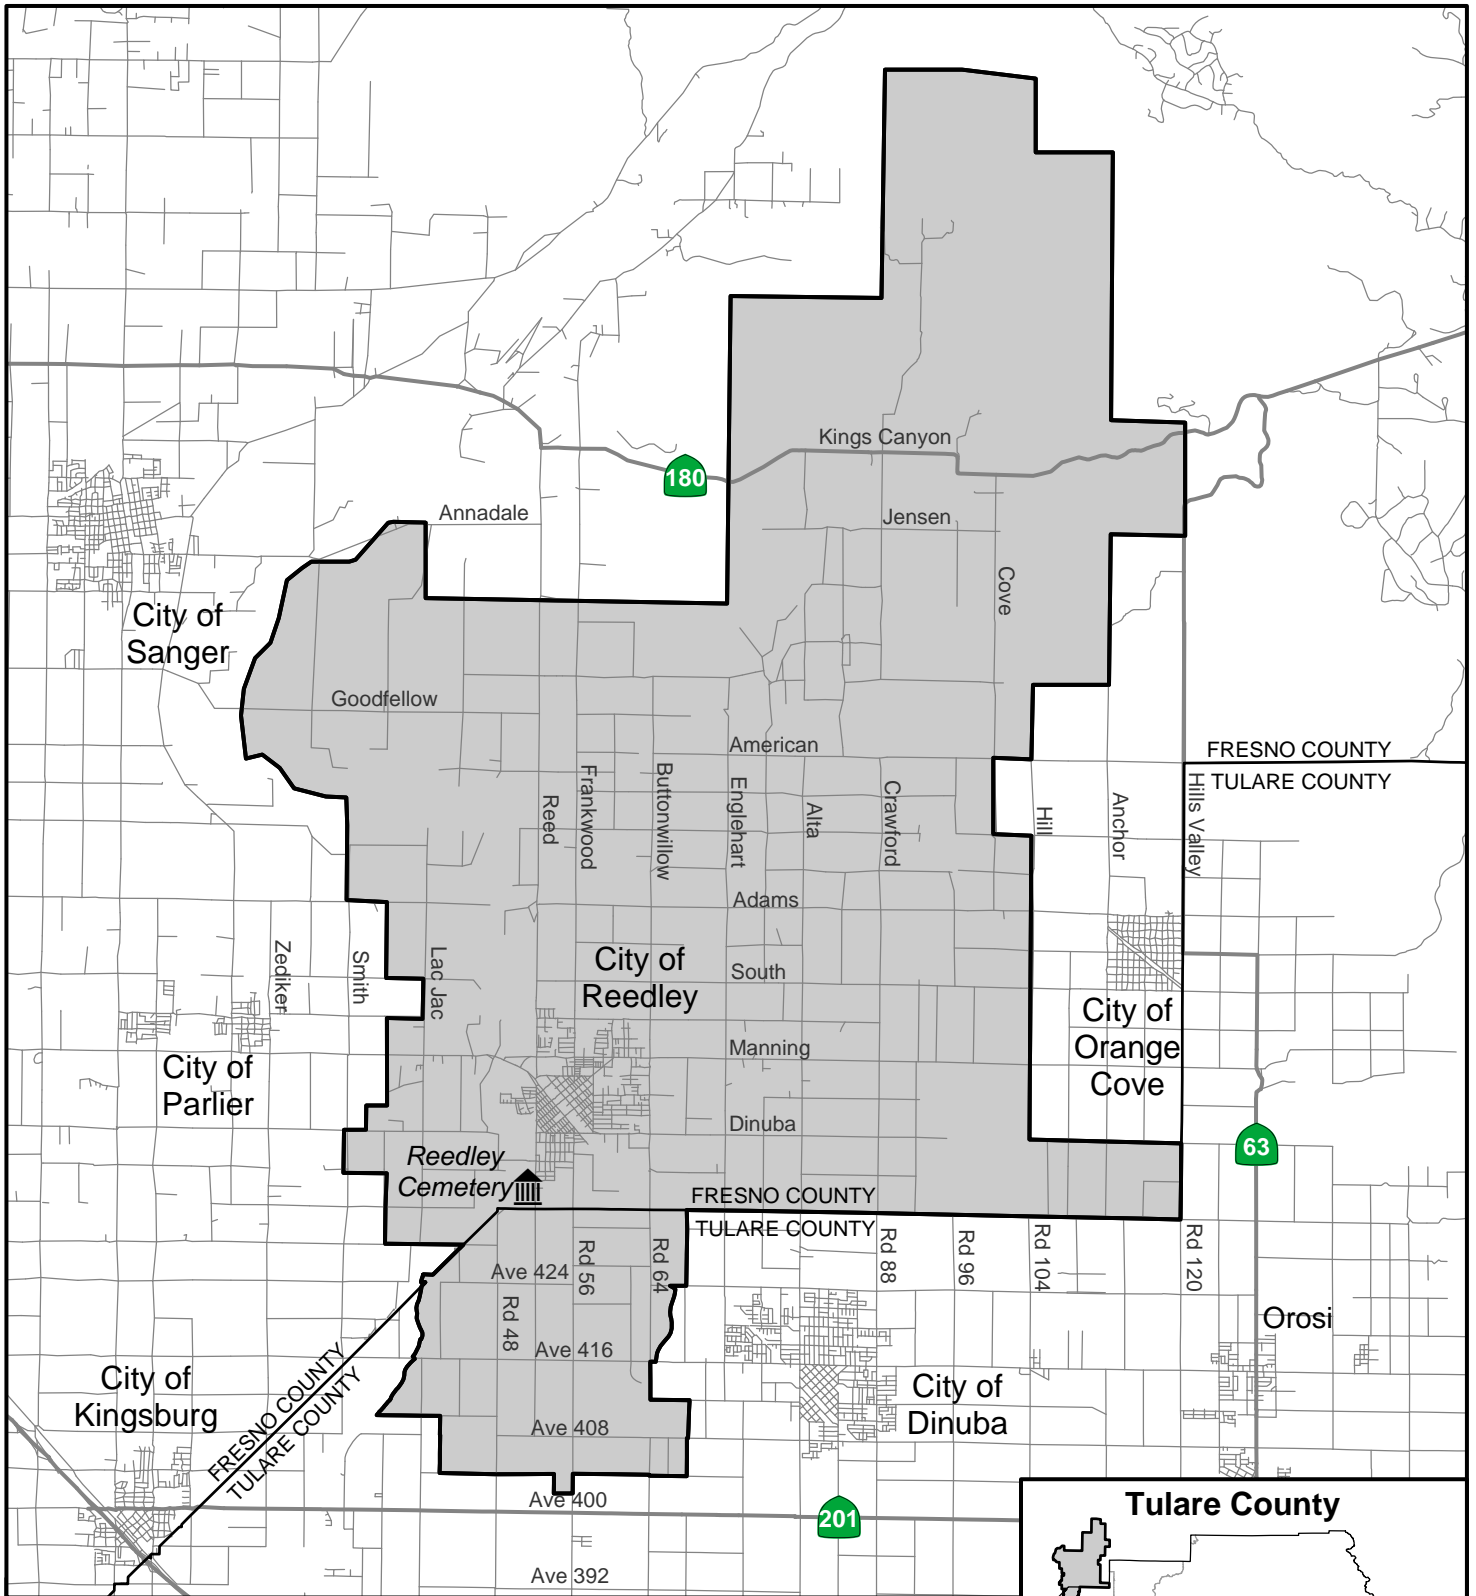 Kings Canyon
180
Annadale
Jensen
Cove
City of
Sanger
Goodfellow
American
FRESNO COUNTY
TULARE COUNTY
Reed
Frankwood
Buttonwillow
Englehart
Alta
Crawford
Hill
Anchor
Hills Valley
Adams
Zediker
Smith
Lac Jac
City of
Reedley
South
City of
Orange
Cove
Manning
City of
Parlier
Dinuba
63
Reedley
Cemetery
FRESNO COUNTY
TULARE COUNTY
Rd 56
Rd 64
Rd 88
Rd 96
Rd 104
Rd 120
Ave 424
Rd 48
Orosi
Ave 416
City of
Kingsburg
FRESNO COUNTY
TULARE COUNTY
City of
Dinuba
Ave 408
Ave 400
201
Tulare County
Ave 392